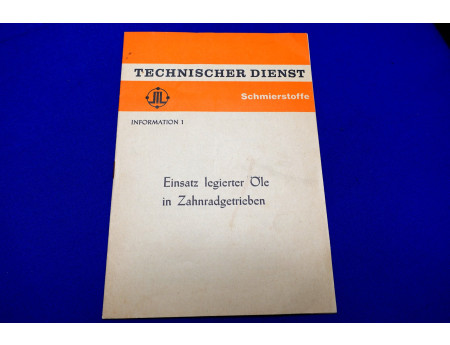 TECHNISCHER DIENST
Schmierstoffe
INFORMATION 1
Einsatz legierter Öle
in Zahnradgetrieben